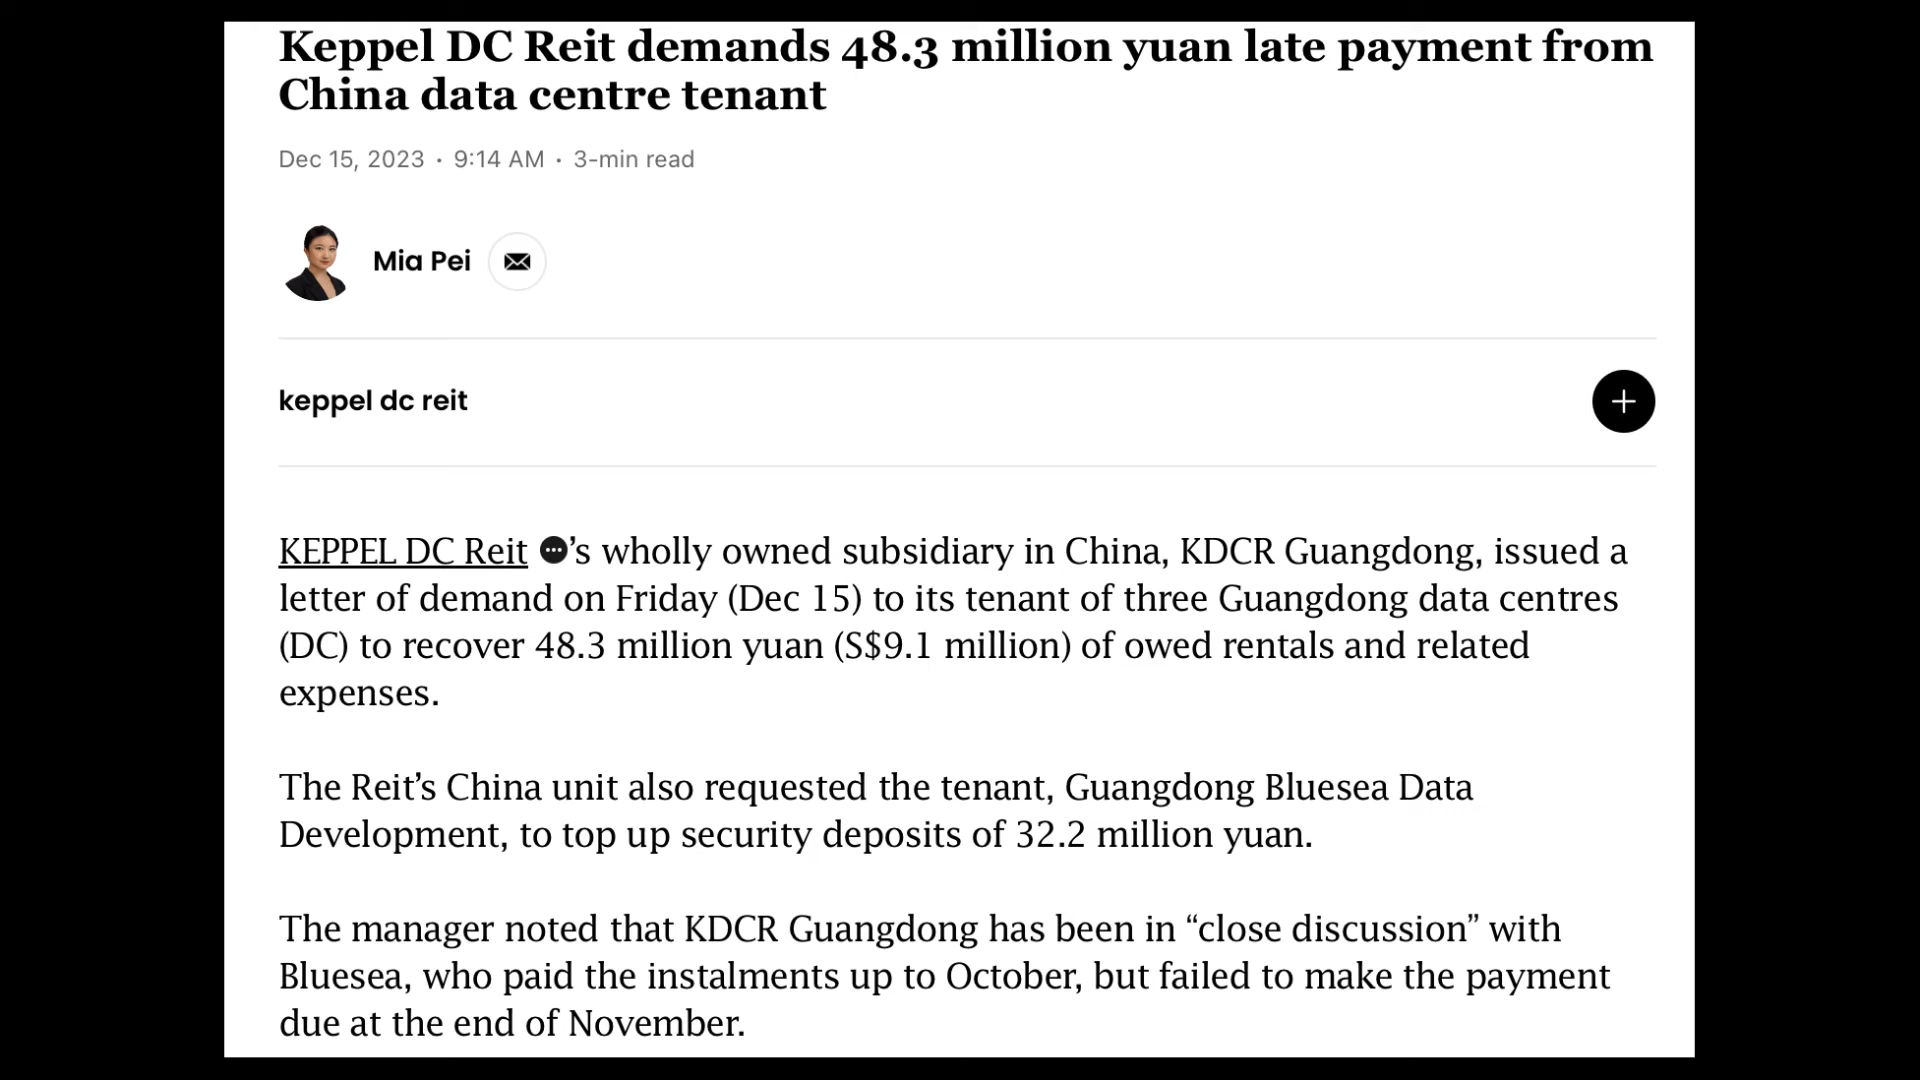 Keppel DC Reit demands 48.3 million yuan late payment from
China data centre tenant
Dec 15, 2023 · 9:14 AM · 3-min read
Mia Pei
keppel dc reit
KEPPEL DC Reit ’s wholly owned subsidiary in China, KDCR Guangdong, issued a
letter of demand on Friday (Dec 15) to its tenant of three Guangdong data centres
(DC) to recover 48.3 million yuan (S$9.1 million) of owed rentals and related
expenses.
The Reit’s China unit also requested the tenant, Guangdong Bluesea Data
Development, to top up security deposits of 32.2 million yuan.
The manager noted that KDCR Guangdong has been in “close discussion” with
Bluesea, who paid the instalments up to October, but failed to make the payment
due at the end of November.